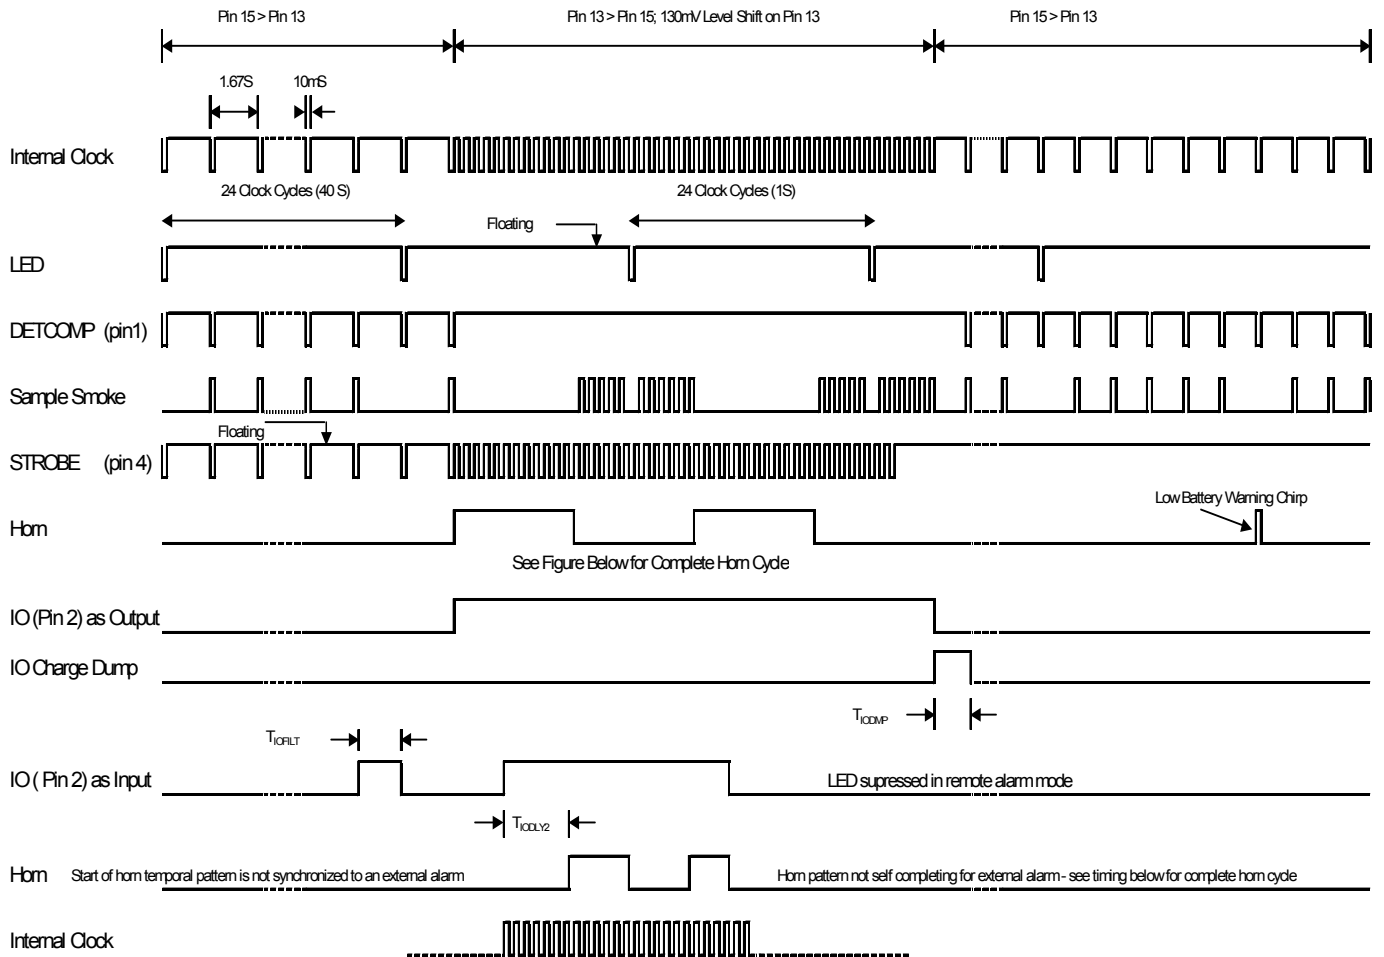 Pin 15 > Pin 13
Pin 13 > Pin 15; 130mV Level Shift on Pin 13
Pin 15 > Pin 13
1.67S
10mS
Internal Clock
24 Clock Cycles (40 S)
24 Clock Cycles (1S)
Floating
LED
DETCOMP (pin1)
Sample Smoke
Floating
STROBE (pin 4)
Low Battery Warning Chirp
Horn
See Figure Below for Complete Horn Cycle
IO (Pin 2) as Output
IO Charge Dump
TIODMP
TIOFILT
IO ( Pin 2) as Input
LED supressed in remote alarm mode
TIODLY2
Horn
Start of horn temporal pattern is not synchronized to an external alarm
Horn pattern not self completing for external alarm - see timing below for complete horn cycle
Internal Clock